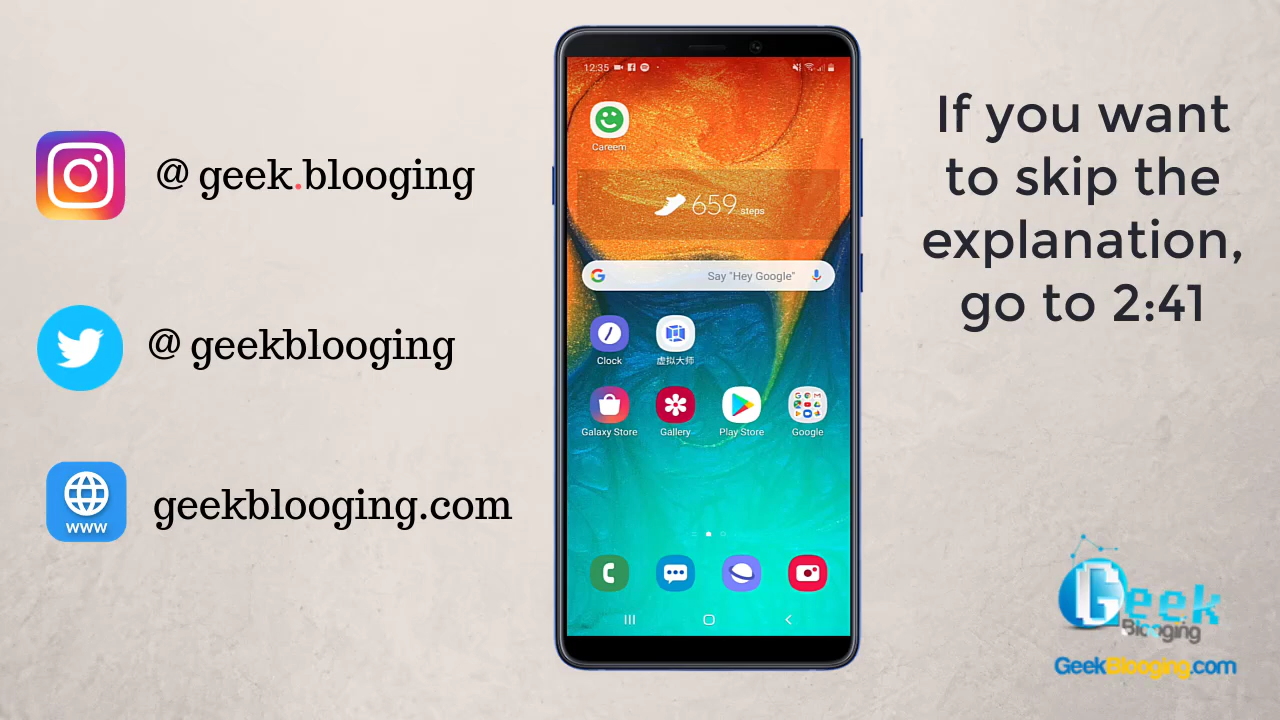 @ geek.blooging
@ geekblooging
www
geekblooging.com
12:35
Careem
659 steps
Say "Hey Google"
Clock
虚拟大师
Galaxy Store
Gallery
Play Store
Google
If you want
to skip the
explanation,
go to 2:41
Geek
Blooging
GeekBlooging.com